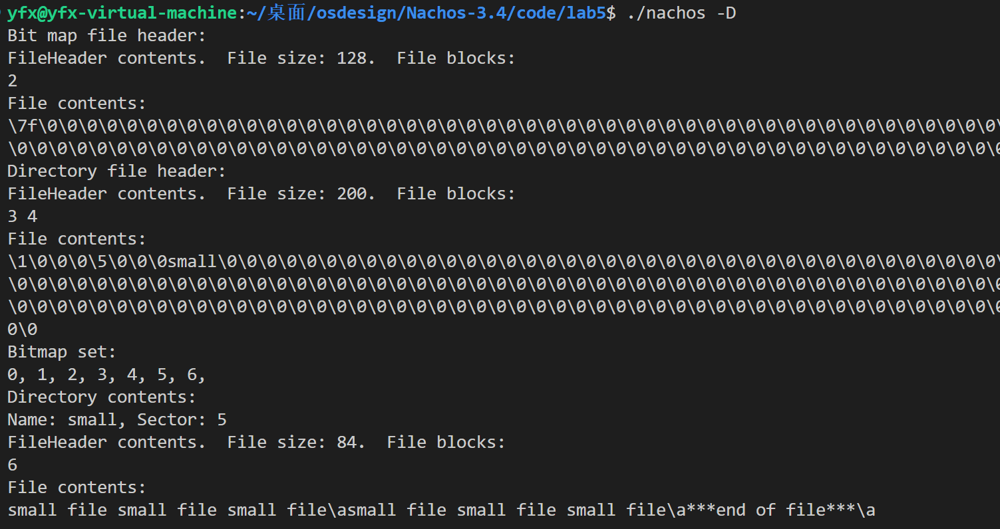 yfx@yfx-virtual-machine:~/桌面/osdesign/Nachos-3.4/code/lab5$ ./nachos -D
Bit map file header:
FileHeader contents.  File size: 128.  File blocks:
2
File contents:
\7f\0\0\0\0\0\0\0\0\0\0\0\0\0\0\0\0\0\0\0\0\0\0\0\0\0\0\0\0\0\0\0\0\0\0\0\0\0\0\0\0\0\0\0\0\0\0\0\0\
\0\0\0\0\0\0\0\0\0\0\0\0\0\0\0\0\0\0\0\0\0\0\0\0\0\0\0\0\0\0\0\0\0\0\0\0\0\0\0\0\0\0\0\0\0\0\0\0\0\0
Directory file header:
FileHeader contents.  File size: 200.  File blocks:
3 4
File contents:
\1\0\0\0\5\0\0\0small\0\0\0\0\0\0\0\0\0\0\0\0\0\0\0\0\0\0\0\0\0\0\0\0\0\0\0\0\0\0\0\0\0\0\0\0\0\0\0\
\0\0\0\0\0\0\0\0\0\0\0\0\0\0\0\0\0\0\0\0\0\0\0\0\0\0\0\0\0\0\0\0\0\0\0\0\0\0\0\0\0\0\0\0\0\0\0\0\0\0
\0\0\0\0\0\0\0\0\0\0\0\0\0\0\0\0\0\0\0\0\0\0\0\0\0\0\0\0\0\0\0\0\0\0\0\0\0\0\0\0\0\0\0\0\0\0\0\0\0\0
0\0
Bitmap set:
0, 1, 2, 3, 4, 5, 6,
Directory contents:
Name: small, Sector: 5
FileHeader contents.  File size: 84.  File blocks:
6
File contents:
small file small file small file\asmall file small file small file\a***end of file***\a